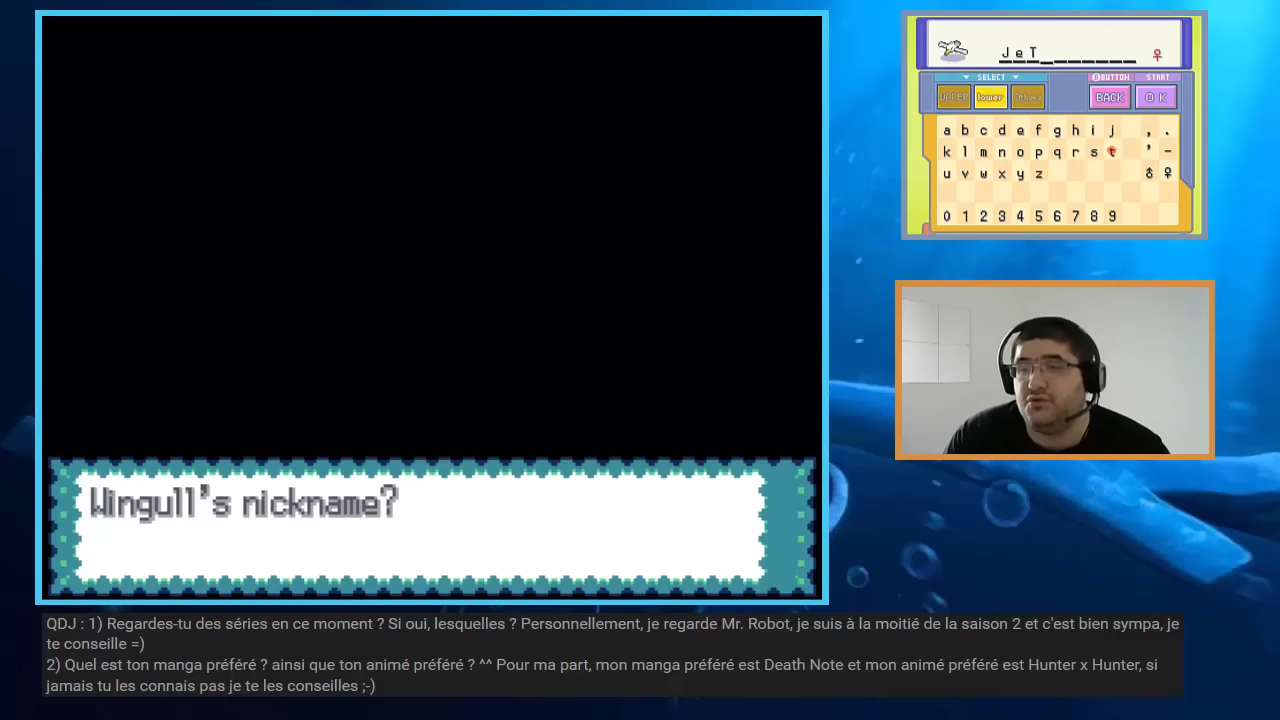 JeT_______ ♀
SELECT BBUTTON START
UPPER lower Others BACK OK
a b c d e f g h i j , .
k l m n o p q r s t ' -
u v w x y z ♂ ♀
0 1 2 3 4 5 6 7 8 9
Wingull's nickname?
QDJ : 1) Regardes-tu des séries en ce moment ? Si oui, lesquelles ? Personnellement, je regarde Mr. Robot, je suis à la moitié de la saison 2 et c'est bien sympa, je
te conseille =)
2) Quel est ton manga préféré ? ainsi que ton animé préféré ? ^^ Pour ma part, mon manga préféré est Death Note et mon animé préféré est Hunter x Hunter, si
jamais tu les connais pas je te les conseilles ;-)